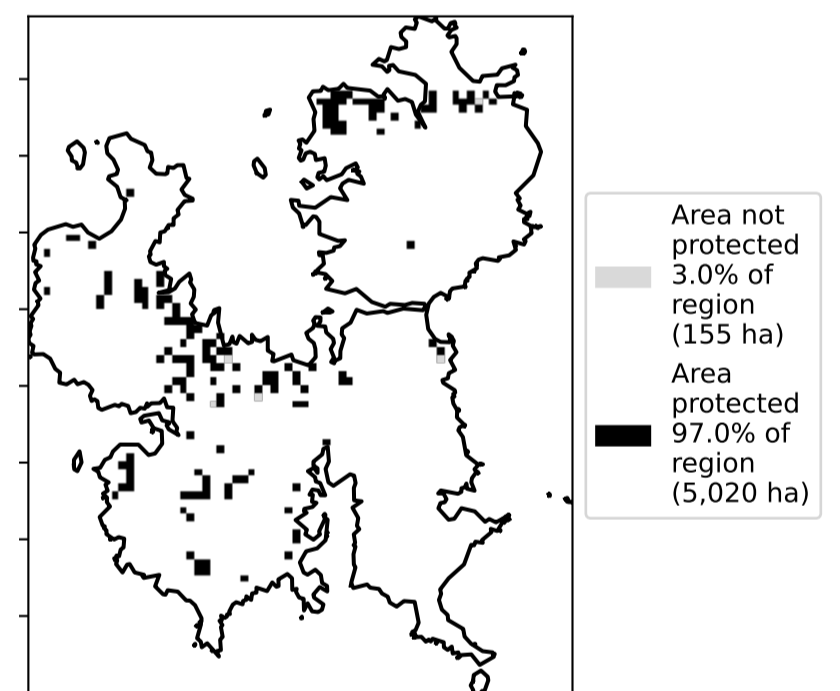 Area not
protected
3.0% of
region
(155 ha)
Area
protected
97.0% of
region
(5,020 ha)